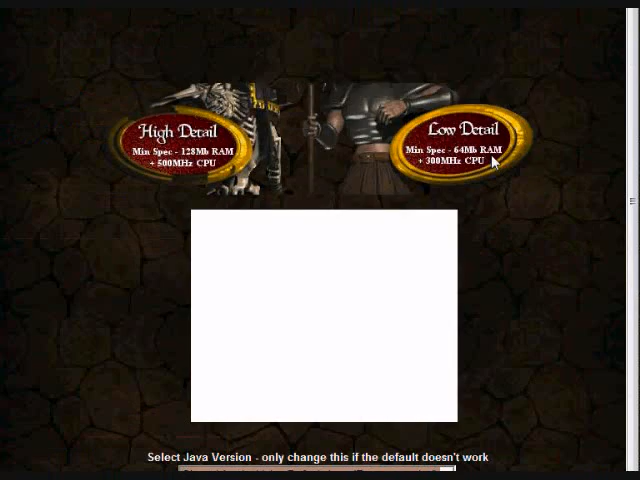 High Detail
Min Spec - 128Mb RAM
+ 500MHz CPU
Low Detail
Min Spec - 64Mb RAM
+ 300MHz CPU
Select Java Version - only change this if the default doesn't work